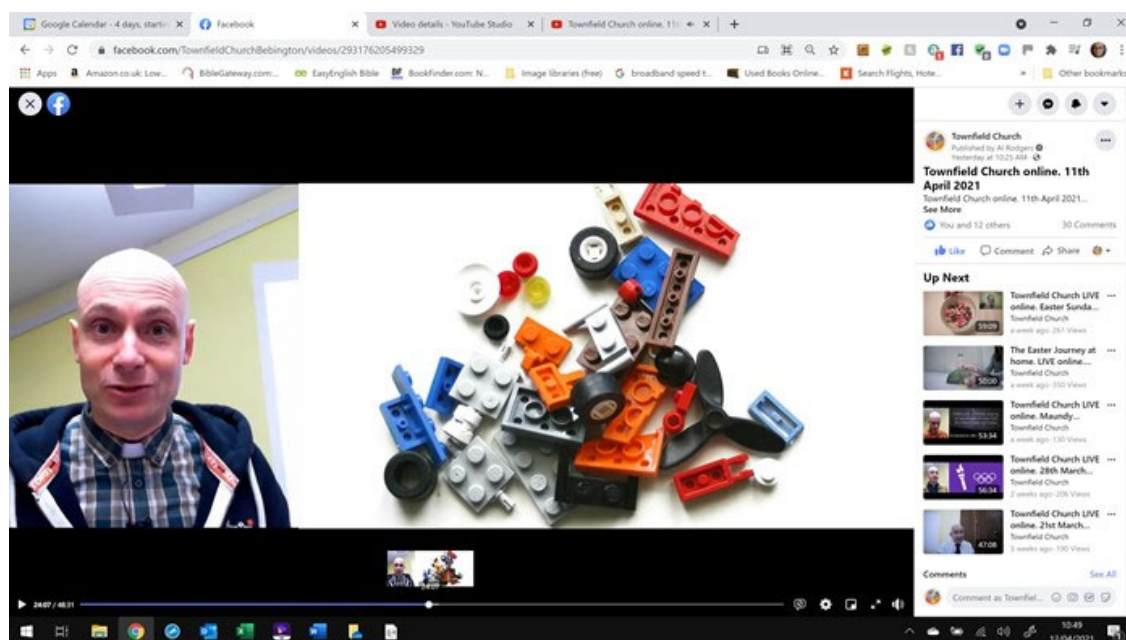 Google Calendar - 4 days, startin
Facebook
Video details - YouTube Studio
Townfield Church online. 11t
facebook.com/TownfieldChurchBebington/videos/293176205499329
Apps
Amazon.co.uk: Low...
BibleGateway.com...
EasyEnglish Bible
BookFinder.com: N...
Image libraries (free)
broadband speed t...
Used Books Online...
Search Flights, Hote...
»
Other bookmarks
Townfield Church
Published by Al Rodgers
Yesterday at 10:25 AM
Townfield Church online. 11th
April 2021
Townfield Church online. 11th April 2021...
See More
You and 12 others
30 Comments
Like
Comment
Share
Up Next
Townfield Church LIVE
online. Easter Sunda...
Townfield Church
a week ago · 261 Views
59:09
The Easter Journey at
home. LIVE online....
Townfield Church
a week ago · 350 Views
50:00
Townfield Church LIVE
online. Maundy...
Townfield Church
a week ago · 130 Views
53:34
Townfield Church LIVE
online. 28th March...
Townfield Church
2 weeks ago · 206 Views
56:34
Townfield Church LIVE
online. 21st March...
Townfield Church
3 weeks ago · 190 Views
47:08
Comments
See All
Comment as Townfiel...
24:07
24:07 / 48:31
10:49
12/04/2021